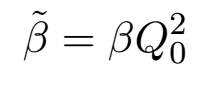 β̃ = βQ₀²